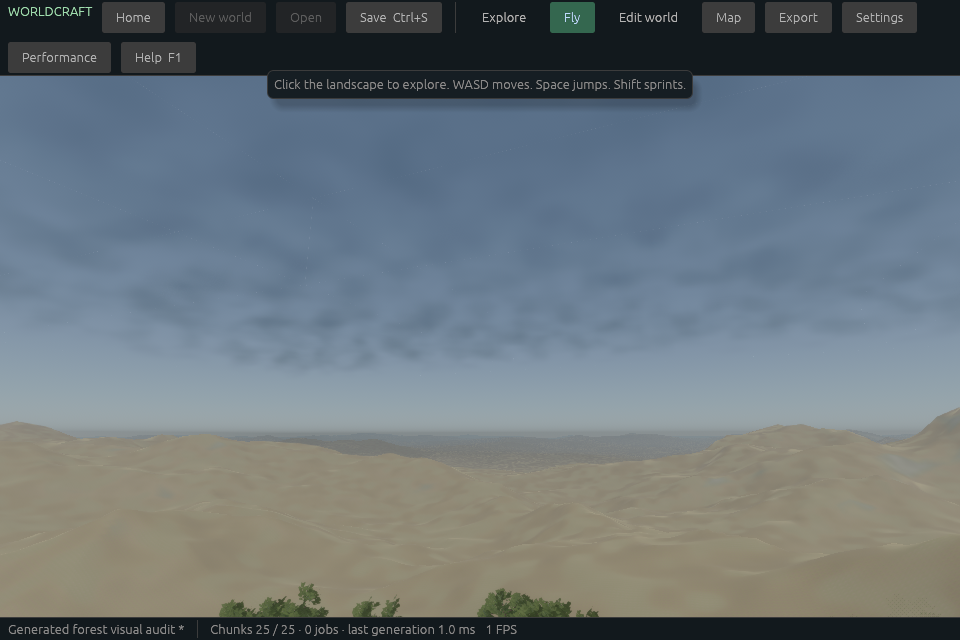 WORLDCRAFT Home New world Open Save Ctrl+S Explore Fly Edit world Map Export Settings
Performance Help F1
Click the landscape to explore. WASD moves. Space jumps. Shift sprints.
Generated forest visual audit * Chunks 25 / 25 · 0 jobs · last generation 1.0 ms 1 FPS